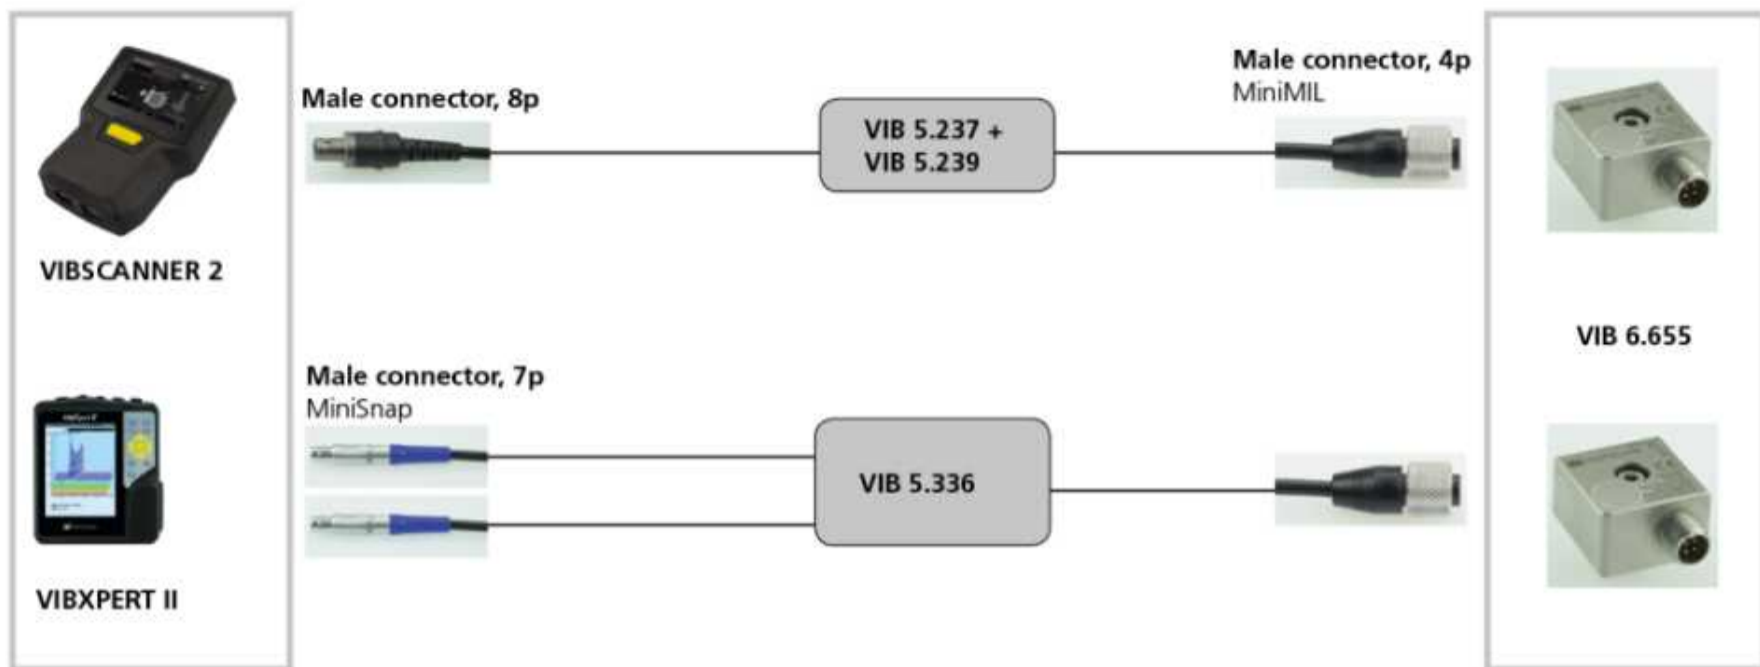 Male connector, 8p
VIB 5.237 +
VIB 5.239
Male connector, 4p
MiniMIL
VIBSCANNER 2
VIB 6.655
Male connector, 7p
MiniSnap
VIB 5.336
VIBXPERT II